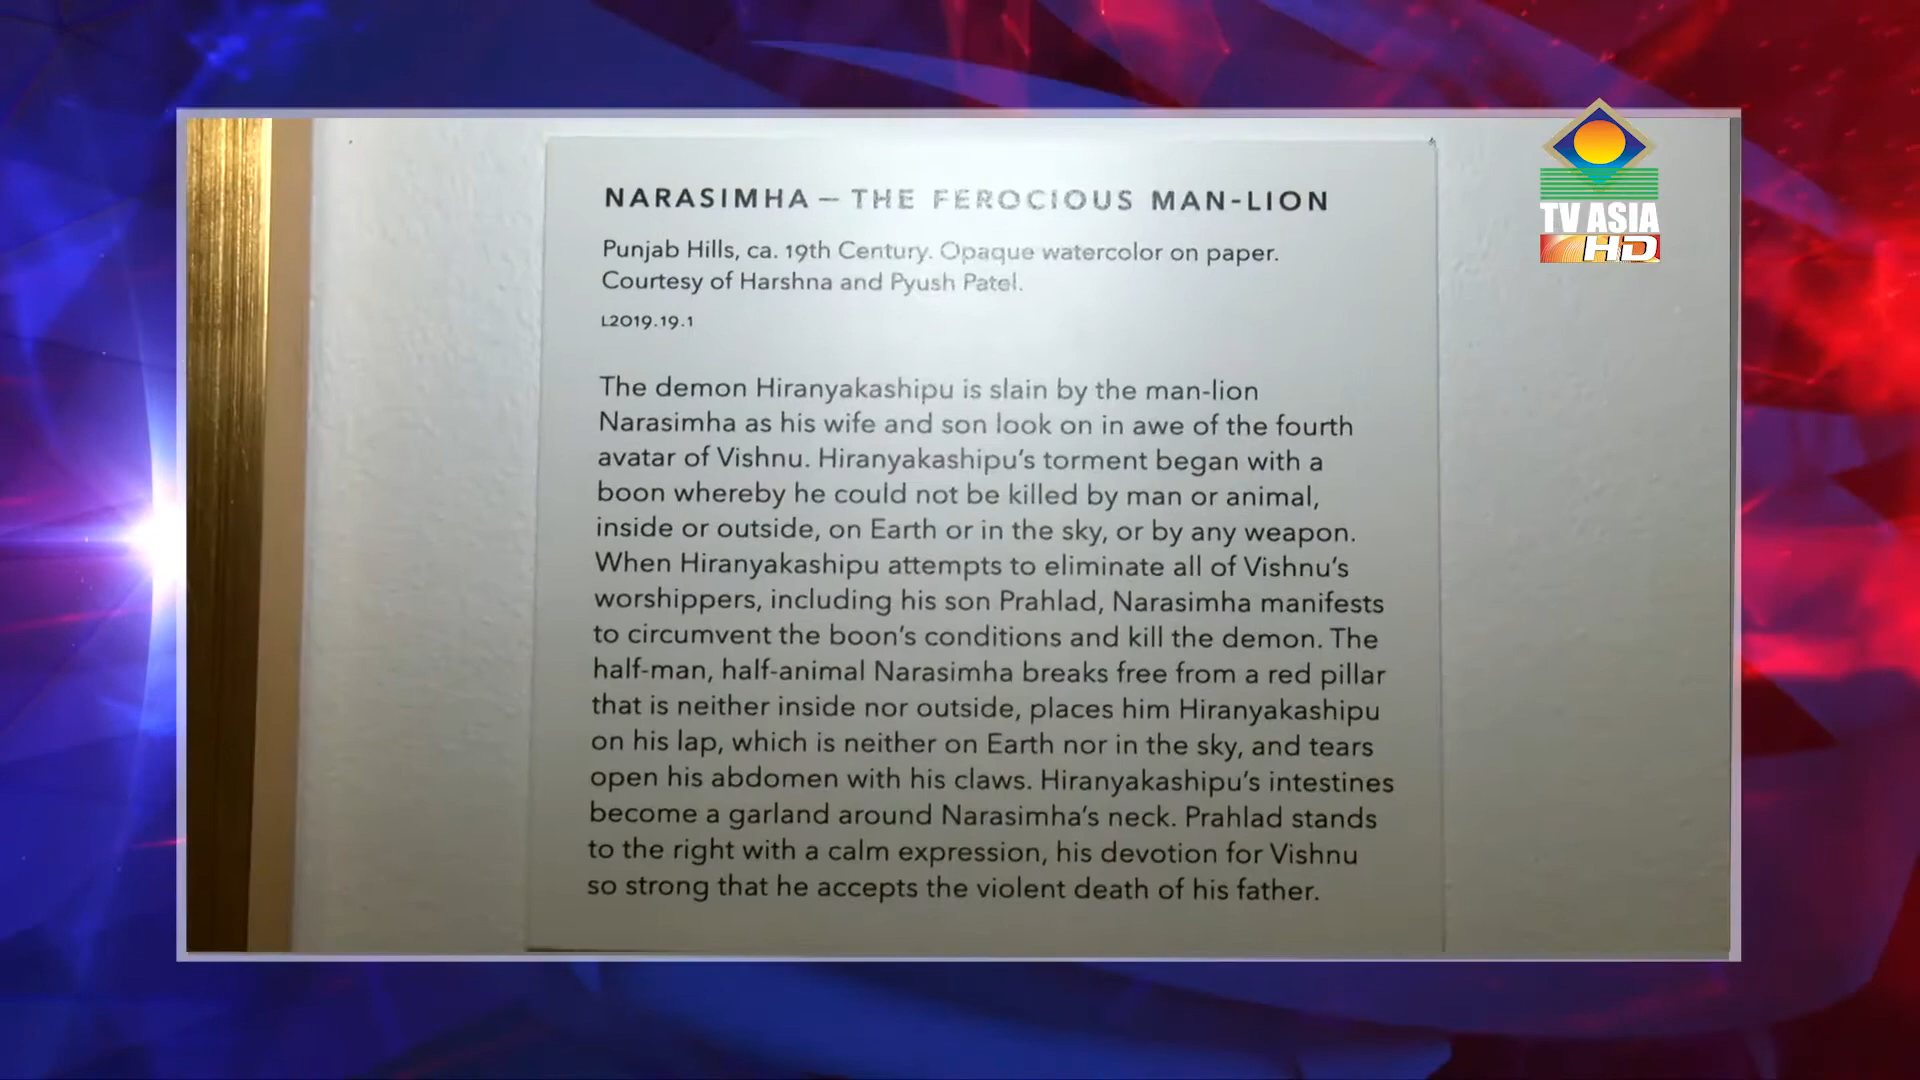 NARASIMHA — THE FEROCIOUS MAN-LION
Punjab Hills, ca. 19th Century. Opaque watercolor on paper.
Courtesy of Harshna and Pyush Patel.
L2019.19.1
The demon Hiranyakashipu is slain by the man-lion
Narasimha as his wife and son look on in awe of the fourth
avatar of Vishnu. Hiranyakashipu's torment began with a
boon whereby he could not be killed by man or animal,
inside or outside, on Earth or in the sky, or by any weapon.
When Hiranyakashipu attempts to eliminate all of Vishnu's
worshippers, including his son Prahlad, Narasimha manifests
to circumvent the boon's conditions and kill the demon. The
half-man, half-animal Narasimha breaks free from a red pillar
that is neither inside nor outside, places him Hiranyakashipu
on his lap, which is neither on Earth nor in the sky, and tears
open his abdomen with his claws. Hiranyakashipu's intestines
become a garland around Narasimha's neck. Prahlad stands
to the right with a calm expression, his devotion for Vishnu
so strong that he accepts the violent death of his father.
TV ASIA
HD